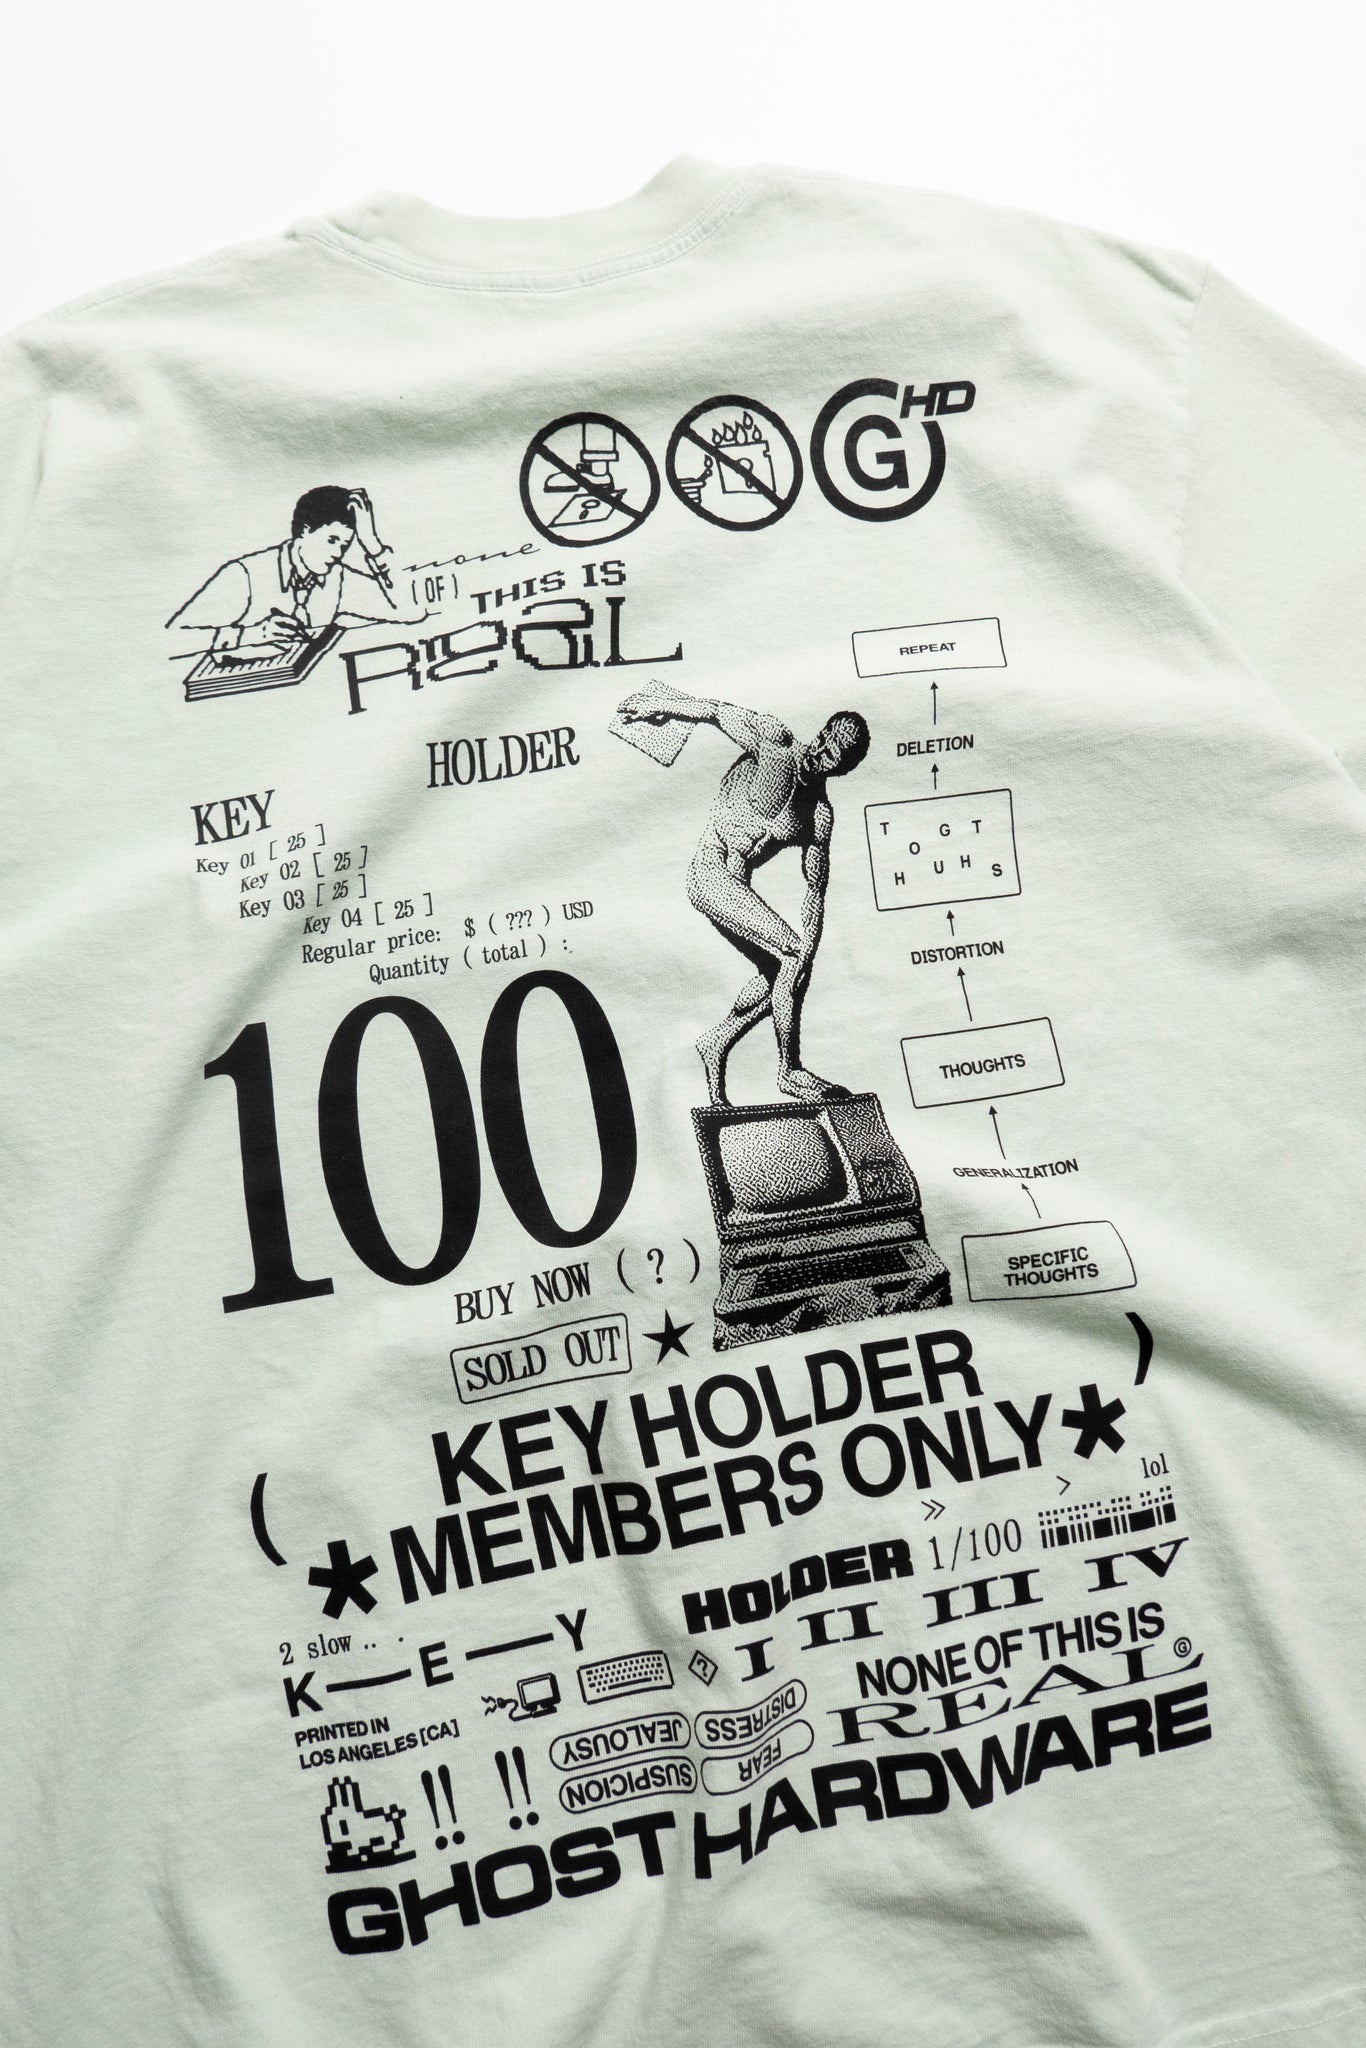 G HD
none
(OF)
THIS IS
REAL
HOLDER
KEY
Key 01 [ 25 ]
Key 02 [ 25 ]
Key 03 [ 25 ]
Key 04 [ 25 ]
Regular price: $ ( ??? ) USD
Quantity ( total ) :
100
BUY NOW ( ? )
SOLD OUT ★
REPEAT
DELETION
T G T
O H
H U S
DISTORTION
THOUGHTS
GENERALIZATION
SPECIFIC
THOUGHTS
( KEY HOLDER )
* MEMBERS ONLY *
lol
» >
HOLDER 1/100
I II III IV
2 slow .. .
K—E—Y
?
PRINTED IN
LOS ANGELES [CA]
!! !!
JEALOUSY
DISTRESS
SUSPICION
FEAR
NONE OF THIS IS
REAL G
GHOST HARDWARE